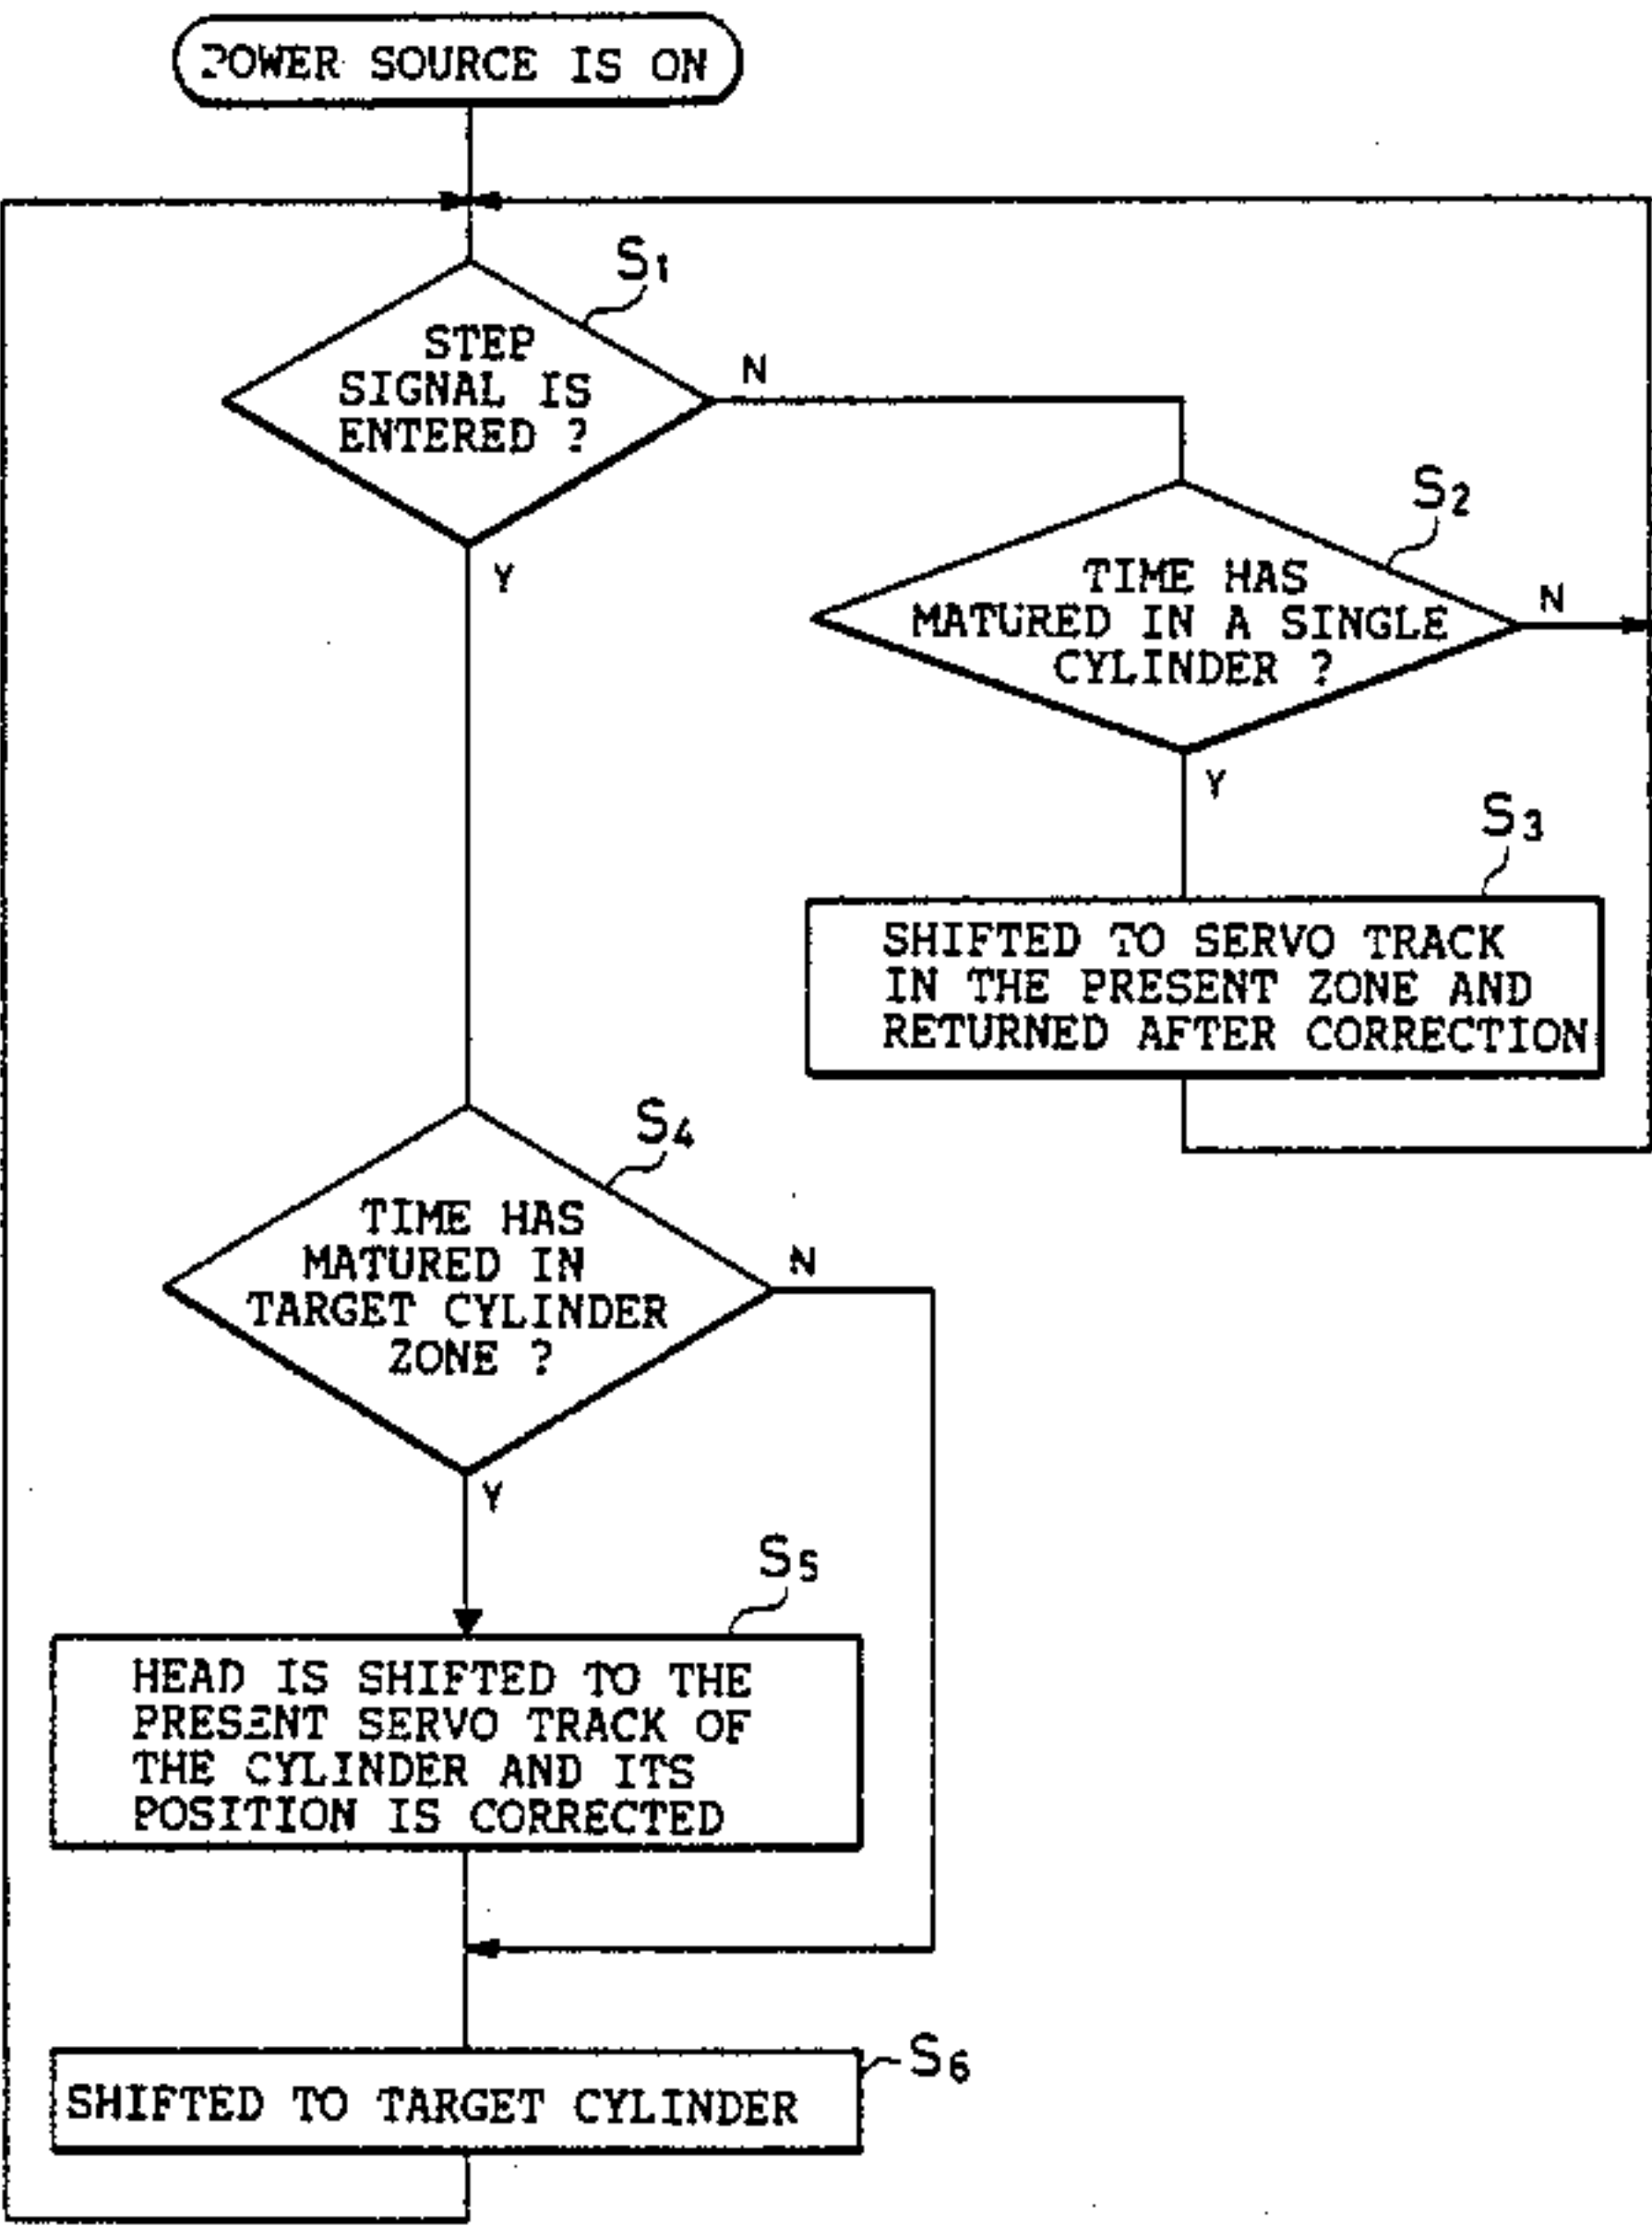 POWER SOURCE IS ON
S1
STEP
SIGNAL IS
ENTERED ?
N
Y
S2
TIME HAS
MATURED IN A SINGLE
CYLINDER ?
N
Y
S3
SHIFTED TO SERVO TRACK
IN THE PRESENT ZONE AND
RETURNED AFTER CORRECTION
S4
TIME HAS
MATURED IN
TARGET CYLINDER
ZONE ?
N
Y
S5
HEAD IS SHIFTED TO THE
PRESENT SERVO TRACK OF
THE CYLINDER AND ITS
POSITION IS CORRECTED
S6
SHIFTED TO TARGET CYLINDER